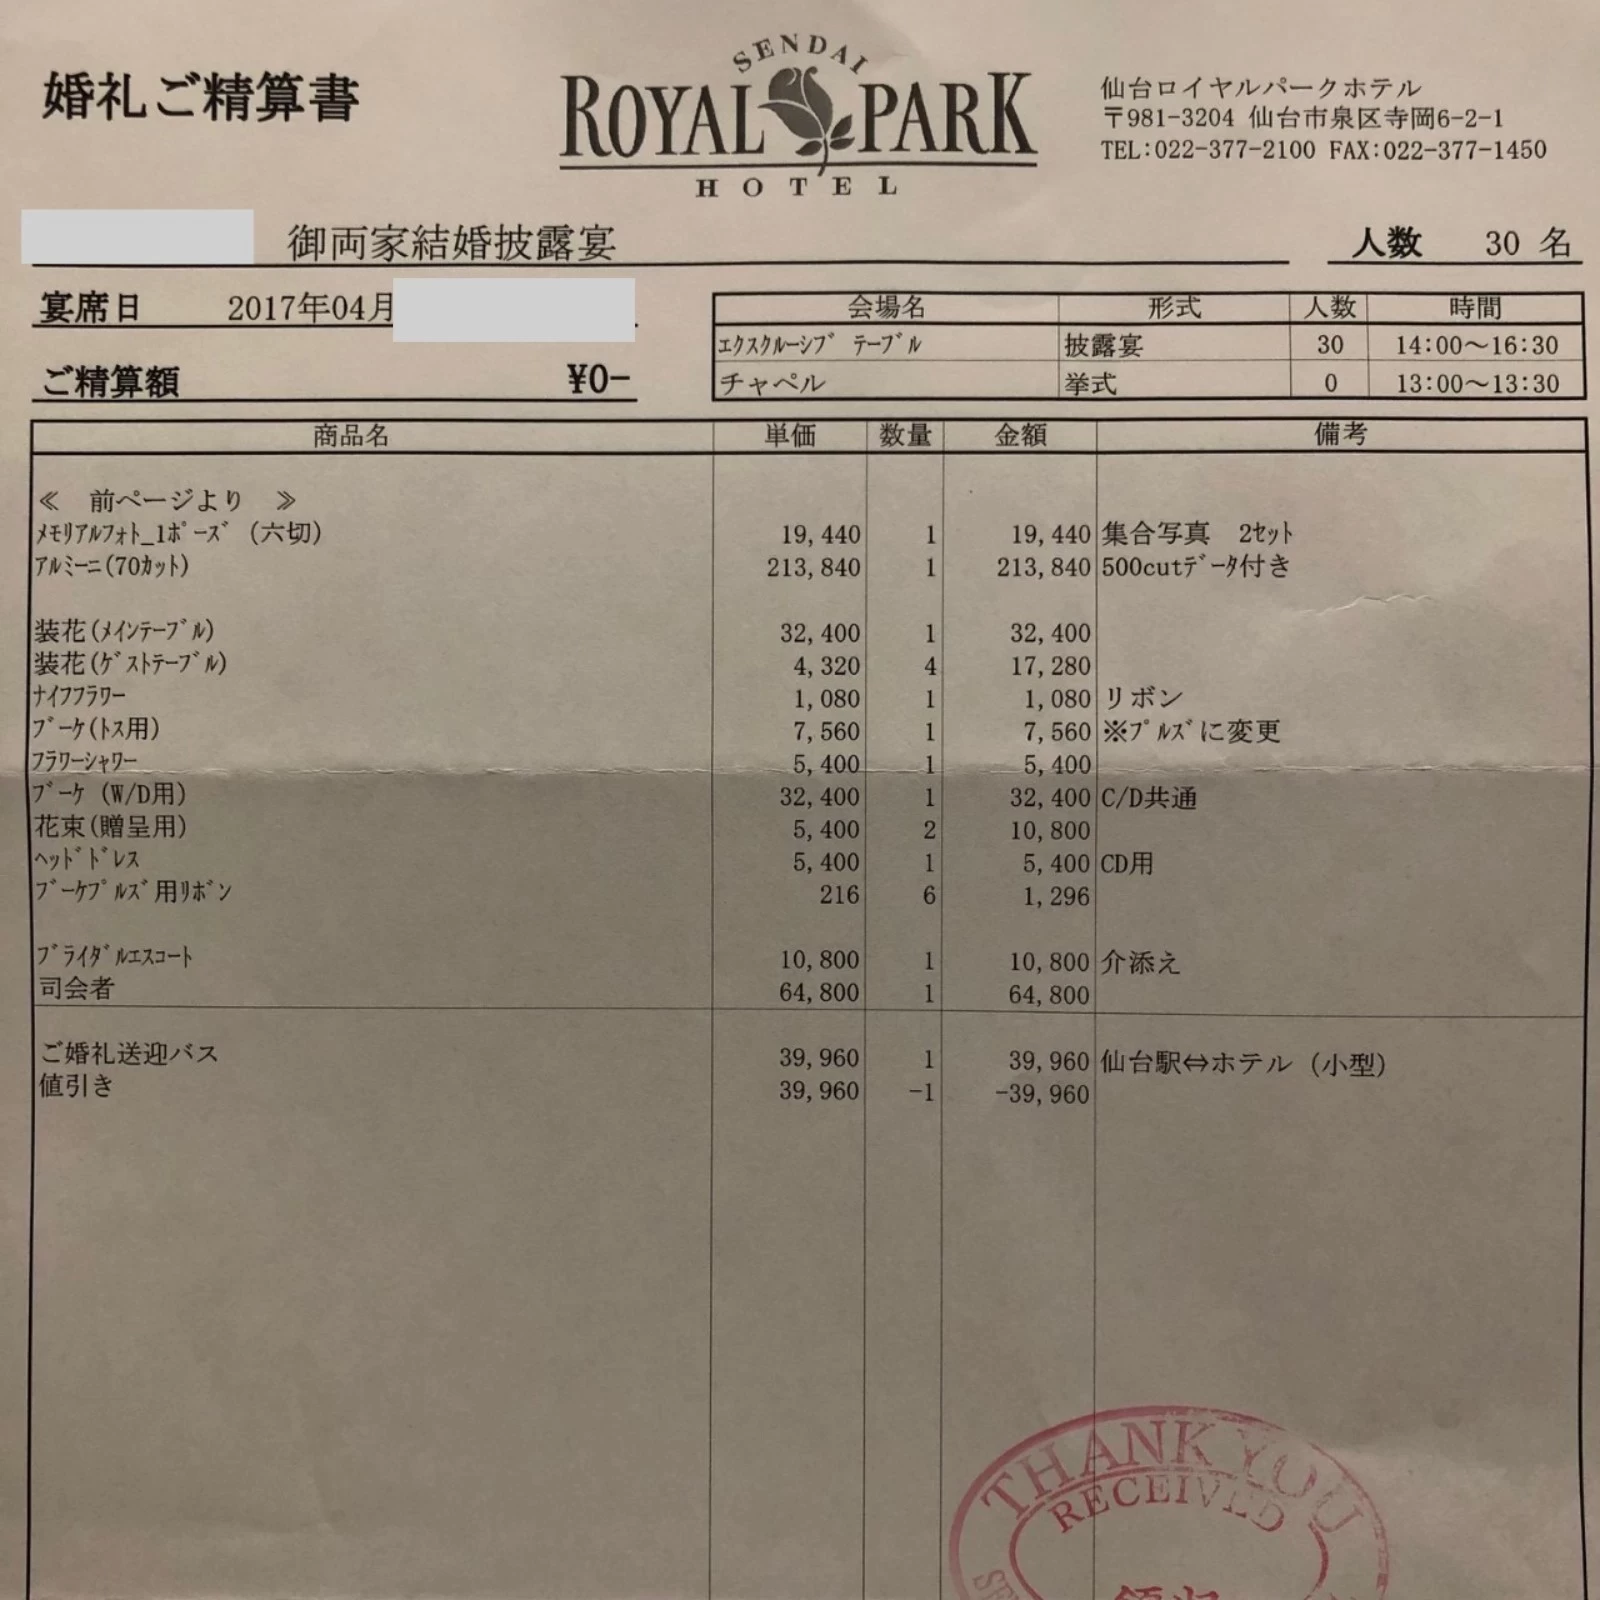 婚礼ご精算書
SENDAI
ROYAL PARK
HOTEL
仙台ロイヤルパークホテル
〒981-3204 仙台市泉区寺岡6-2-1
TEL:022-377-2100 FAX:022-377-1450
御両家結婚披露宴
人数 30 名
宴席日 2017年04月
ご精算額 ¥0-
会場名 形式 人数 時間
ｴｸｽｸﾙｰｼﾌﾞ ﾃｰﾌﾞﾙ 披露宴 30 14:00～16:30
チャペル 挙式 0 13:00～13:30
商品名 単価 数量 金額 備考
≪ 前ページより ≫
ﾒﾓﾘｱﾙﾌｫﾄ_1ﾎﾟｰｽﾞ (六切) 19,440 1 19,440 集合写真 2ｾｯﾄ
ｱﾙﾐｰﾆ(70ｶｯﾄ) 213,840 1 213,840 500cutﾃﾞｰﾀ付き
装花(ﾒｲﾝﾃｰﾌﾞﾙ) 32,400 1 32,400
装花(ｹﾞｽﾄﾃｰﾌﾞﾙ) 4,320 4 17,280
ﾅｲﾌﾌﾗﾜｰ 1,080 1 1,080 リボン
ﾌﾞｰｹ(ﾄｽ用) 7,560 1 7,560 ※ﾌﾟﾙｽﾞに変更
ﾌﾗﾜｰｼｬﾜｰ 5,400 1 5,400
ﾌﾞｰｹ (W/D用) 32,400 1 32,400 C/D共通
花束(贈呈用) 5,400 2 10,800
ﾍｯﾄﾞﾄﾞﾚｽ 5,400 1 5,400 CD用
ﾌﾞｰｹﾌﾟﾙｽﾞ用ﾘﾎﾞﾝ 216 6 1,296
ﾌﾞﾗｲﾀﾞﾙｴｽｺｰﾄ 10,800 1 10,800 介添え
司会者 64,800 1 64,800
ご婚礼送迎バス 39,960 1 39,960 仙台駅⇔ホテル (小型)
値引き 39,960 -1 -39,960
THANK YOU
RECEIVED